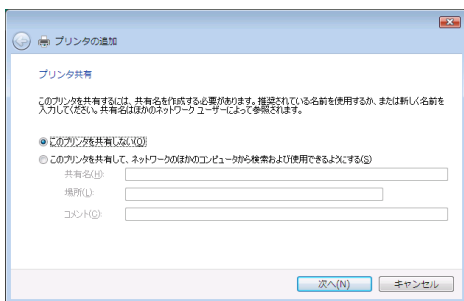 プリンタの追加
プリンタ共有
このプリンタを共有するには、共有名を作成する必要があります。推奨されている名前を使用するか、または新しく名前を
入力してください。共有名はほかのネットワーク ユーザーによって参照されます。
このプリンタを共有しない(O)
このプリンタを共有して、ネットワークのほかのコンピュータから検索および使用できるようにする(S)
共有名(H):
場所(L):
コメント(C):
次へ(N)
キャンセル